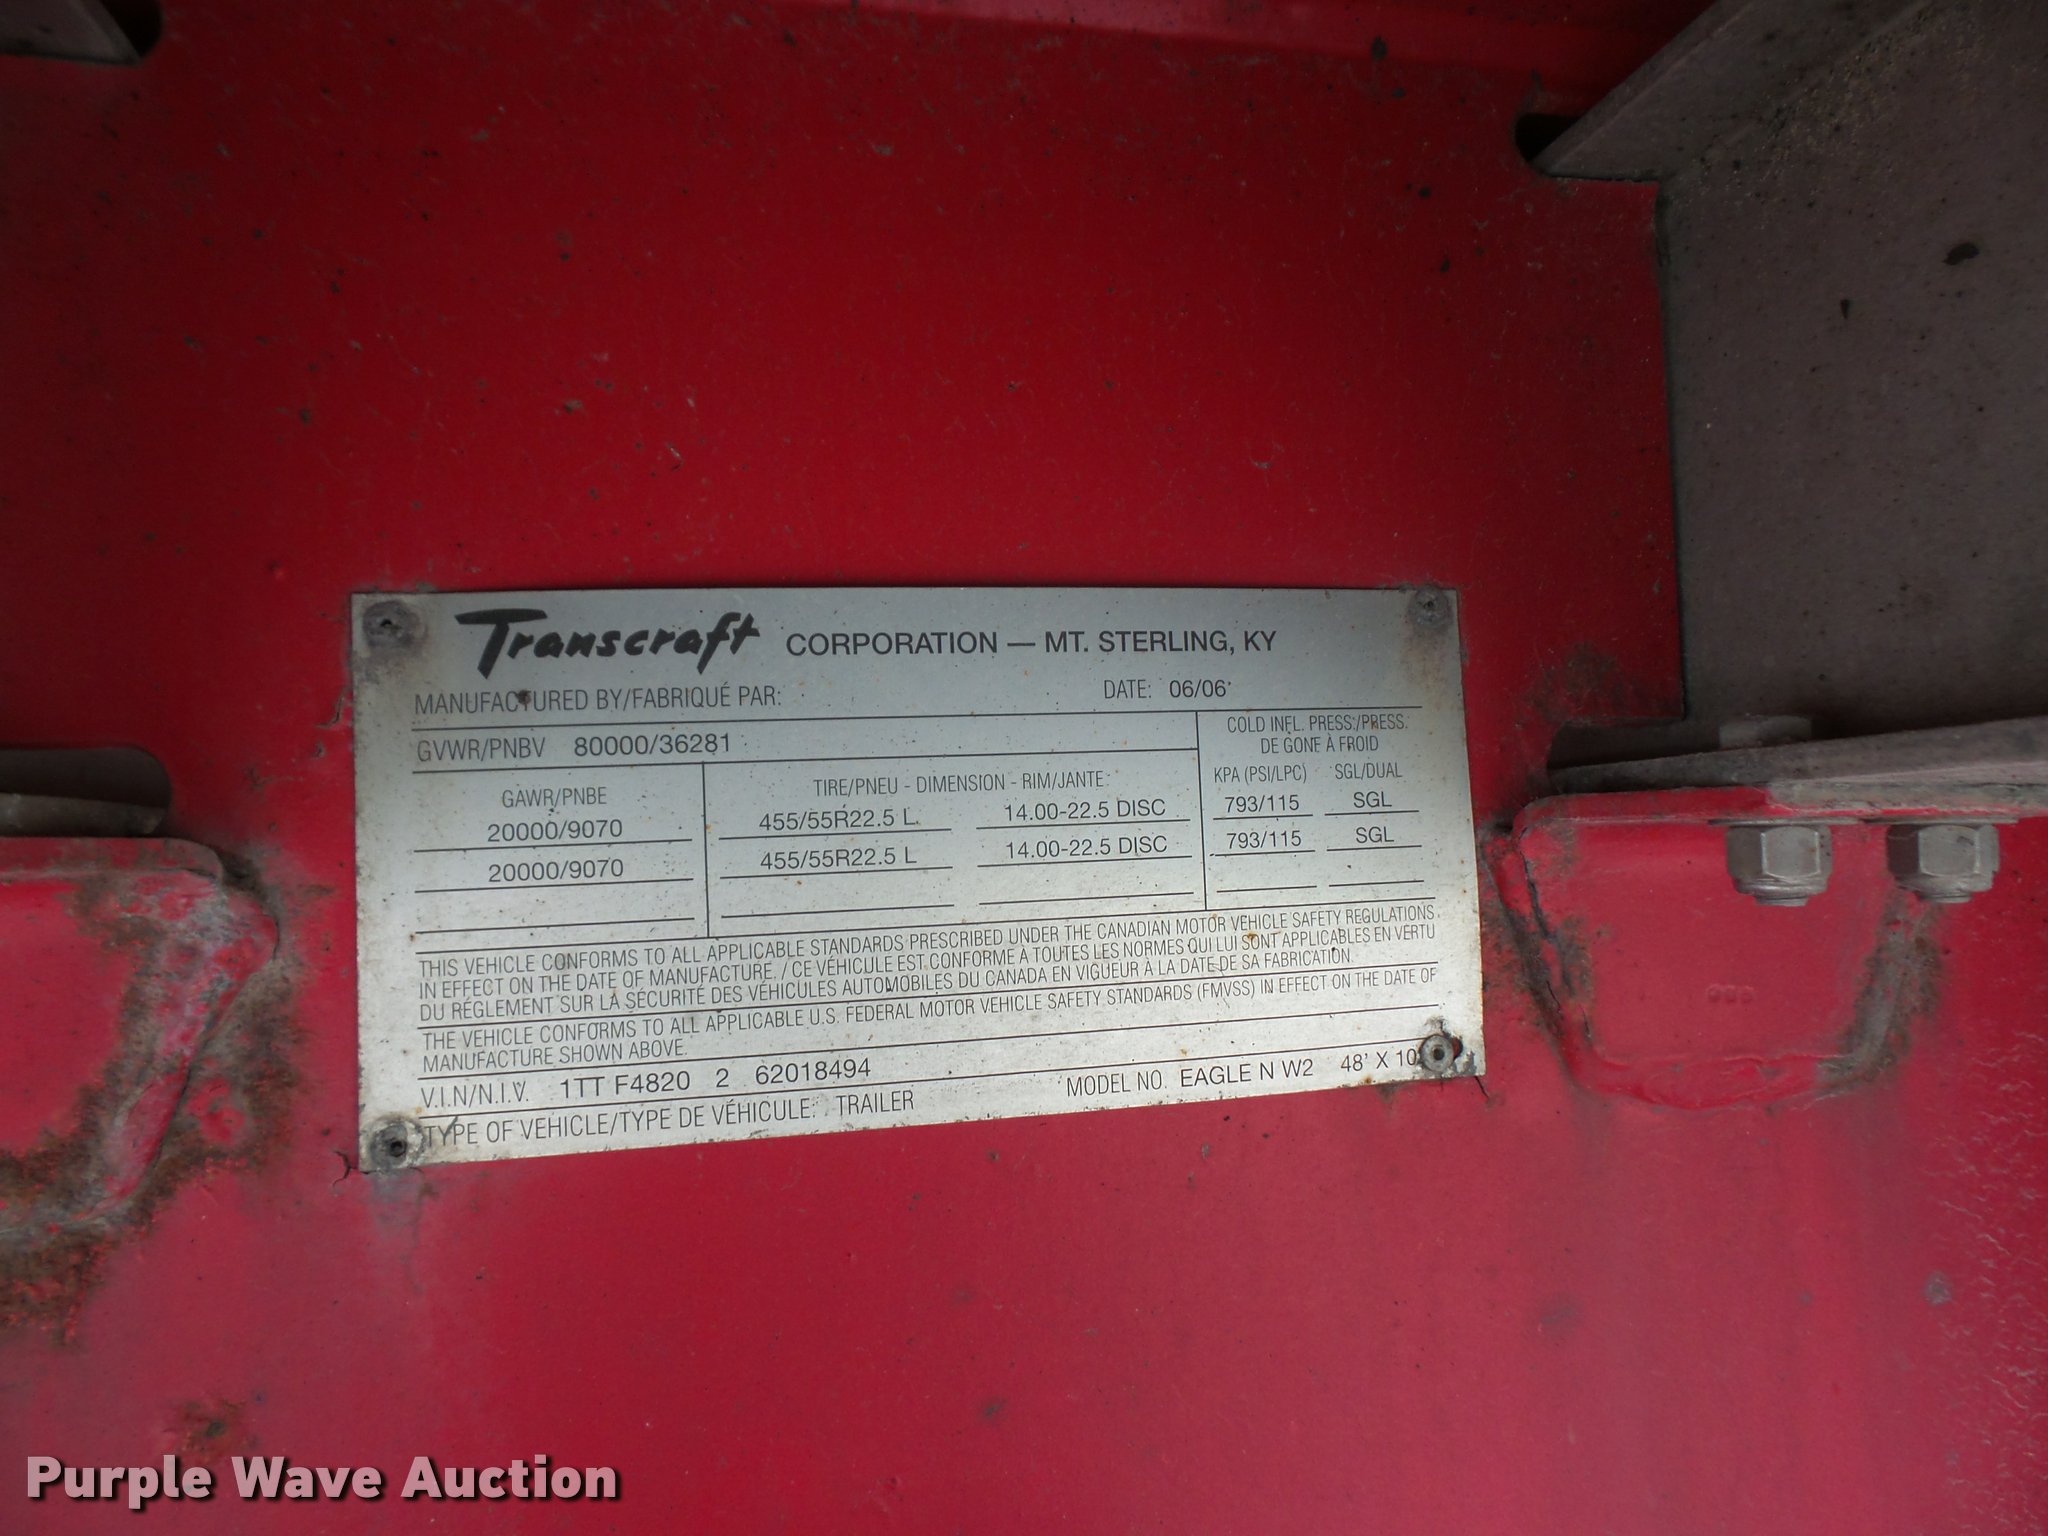 Transcraft CORPORATION — MT. STERLING, KY
MANUFACTURED BY/FABRIQUÉ PAR: DATE: 06/06
GVWR/PNBV 80000/36281
COLD INFL. PRESS./PRESS.
DE GONE À FROID
GAWR/PNBE TIRE/PNEU - DIMENSION - RIM/JANTE KPA (PSI/LPC) SGL/DUAL
20000/9070 455/55R22.5 L 14.00-22.5 DISC 793/115 SGL
20000/9070 455/55R22.5 L 14.00-22.5 DISC 793/115 SGL
THIS VEHICLE CONFORMS TO ALL APPLICABLE STANDARDS PRESCRIBED UNDER THE CANADIAN MOTOR VEHICLE SAFETY REGULATIONS
IN EFFECT ON THE DATE OF MANUFACTURE. / CE VÉHICULE EST CONFORME À TOUTES LES NORMES QUI LUI SONT APPLICABLES EN VERTU
DU RÉGLEMENT SUR LA SÉCURITÉ DES VÉHICULES AUTOMOBILES DU CANADA EN VIGUEUR À LA DATE DE SA FABRICATION.
THE VEHICLE CONFORMS TO ALL APPLICABLE U.S. FEDERAL MOTOR VEHICLE SAFETY STANDARDS (FMVSS) IN EFFECT ON THE DATE OF
MANUFACTURE SHOWN ABOVE.
V.I.N/N.I.V. 1TT F4820 2 62018494 MODEL NO. EAGLE N W2 48' X 10
TYPE OF VEHICLE/TYPE DE VÉHICULE: TRAILER
Purple Wave Auction